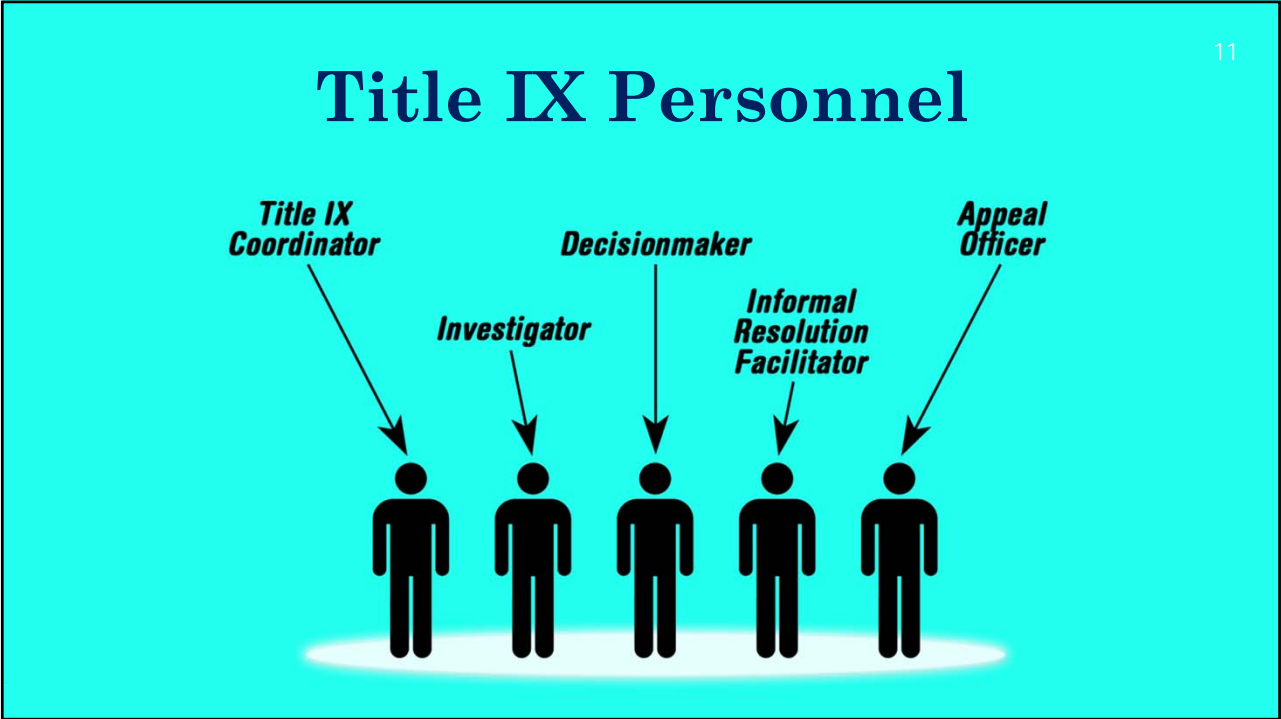 11
Title IX Personnel
Title IX
Coordinator
Investigator
Decisionmaker
Informal
Resolution
Facilitator
Appeal
Officer